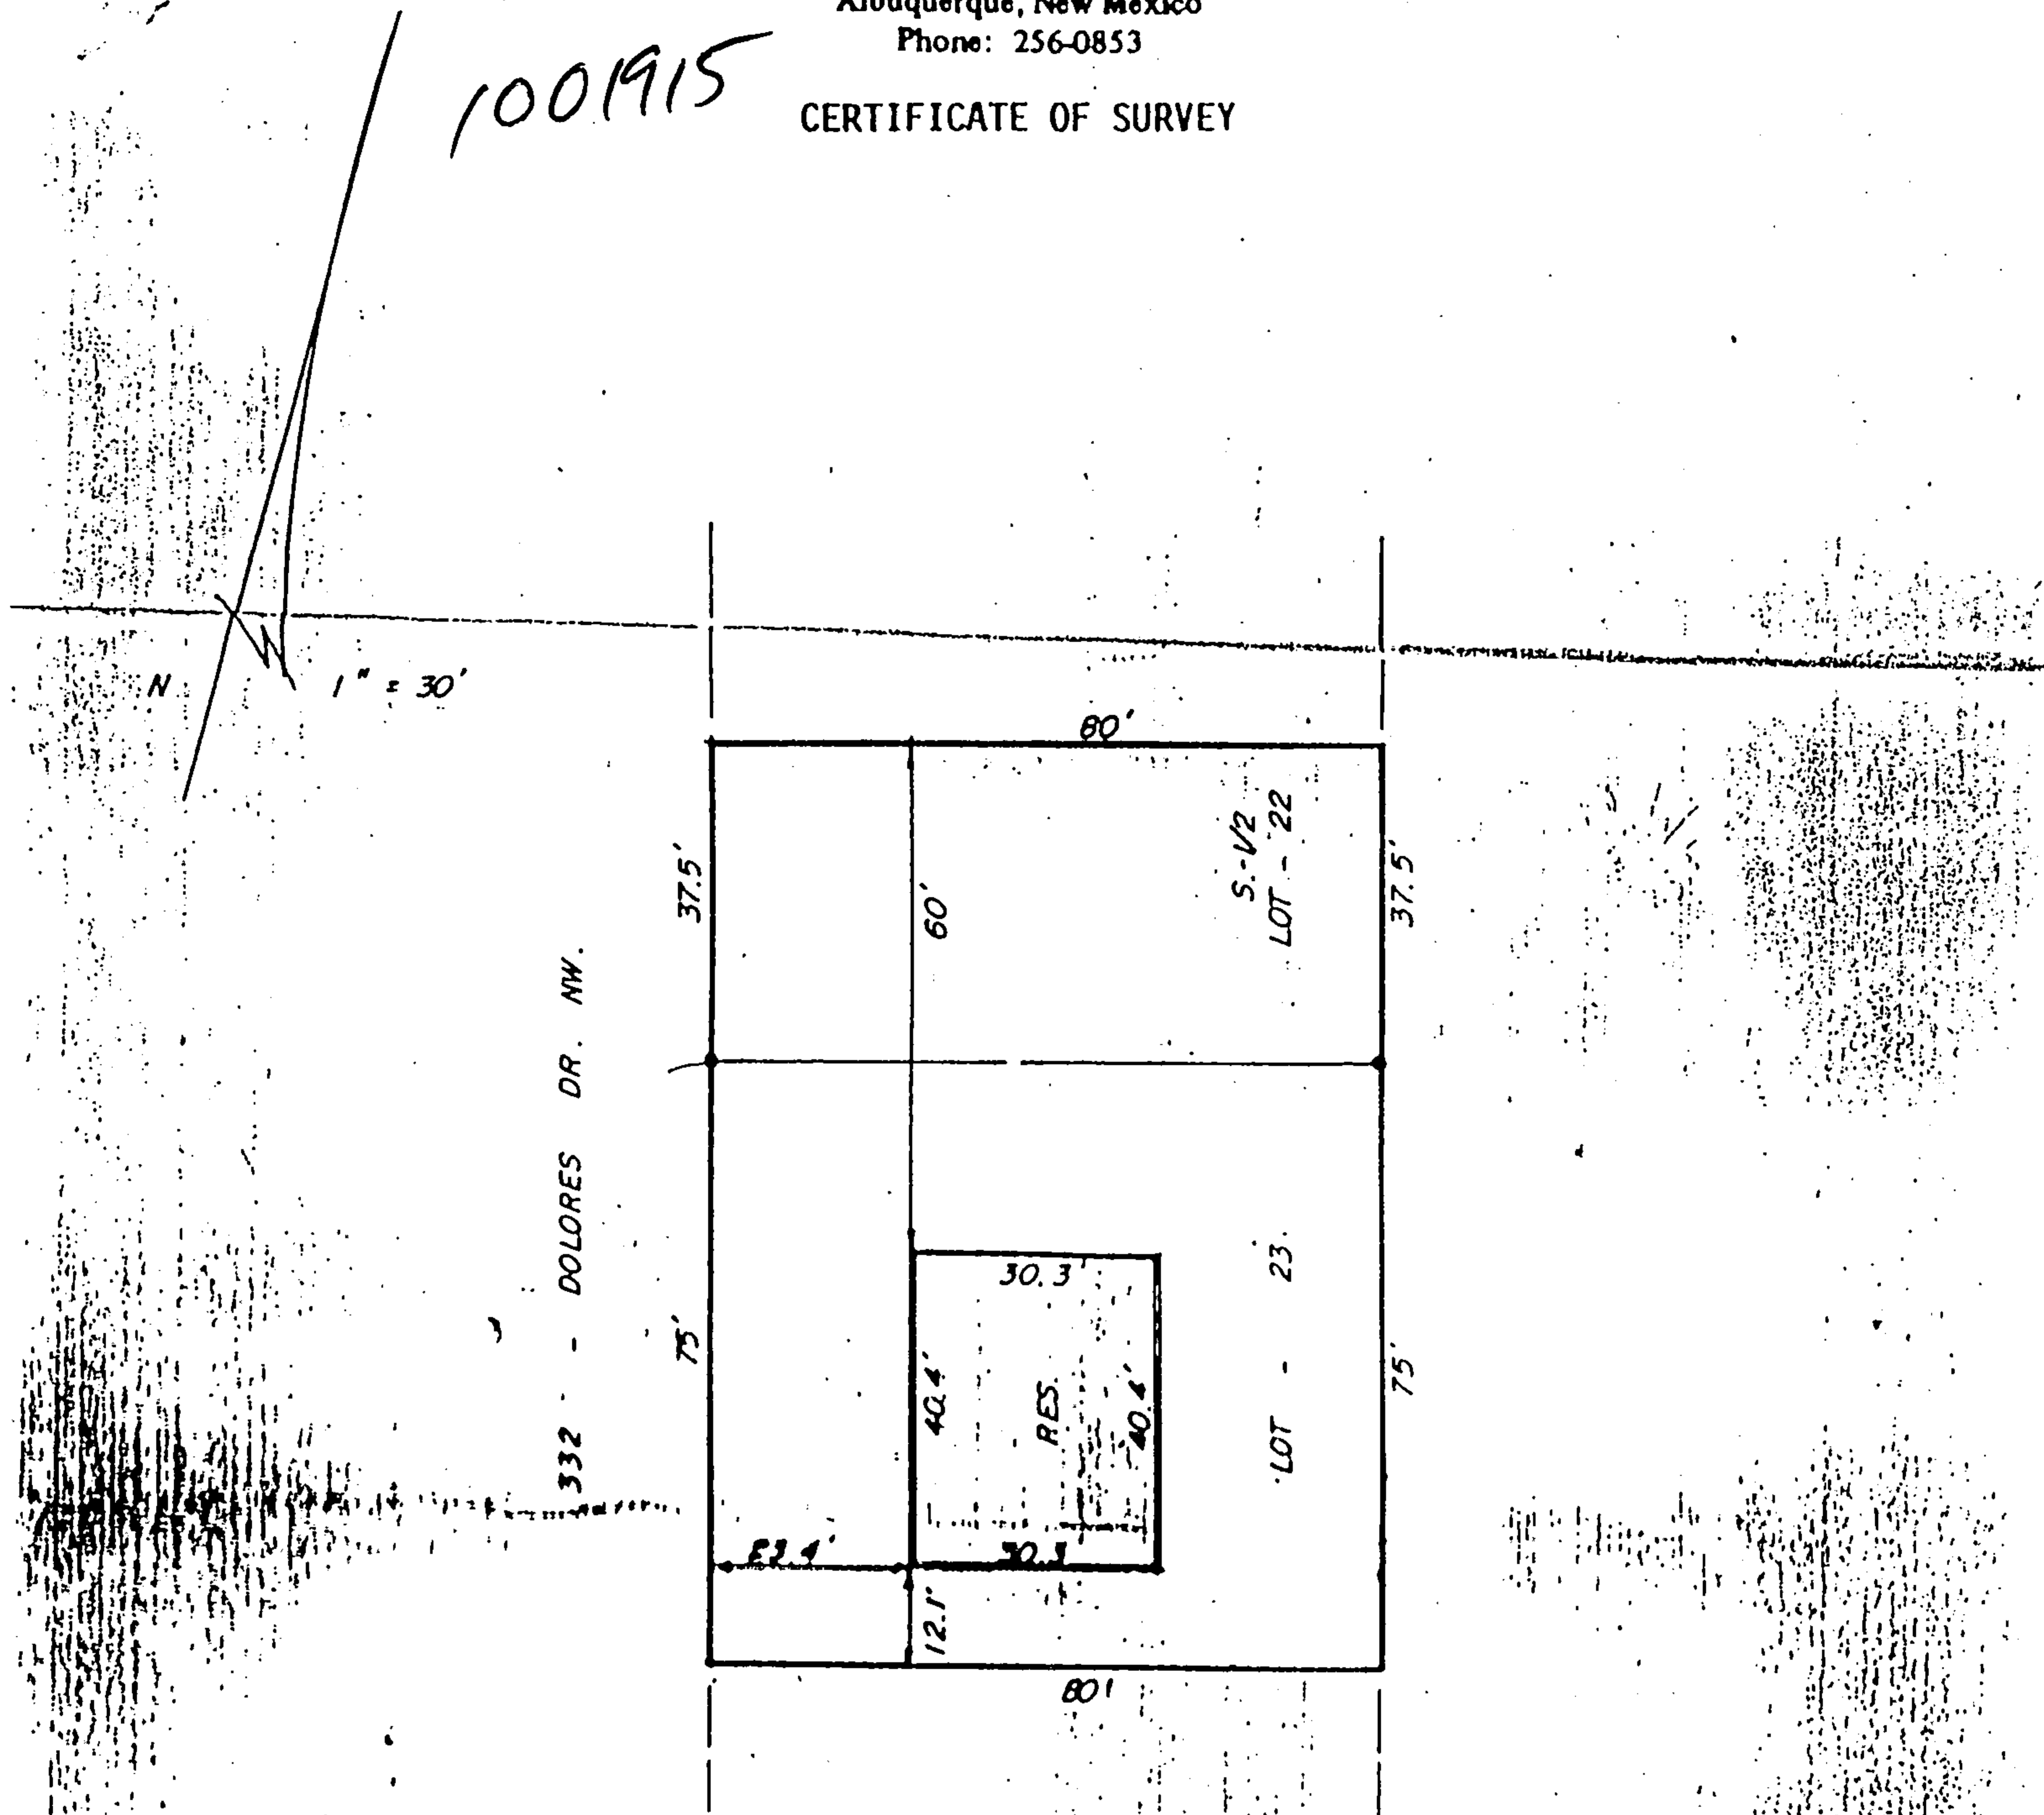 Albuquerque, New Mexico
Phone: 256-0853
1001915
CERTIFICATE OF SURVEY
N
1" = 30'
80'
37.5'
60'
S.-1/2
LOT - 22
37.5'
332 - - DOLORES DR. NW.
75'
30.3'
40.4'
RES.
40.4'
LOT - 23.
75'
23.4'
30.3
12.1'
80'